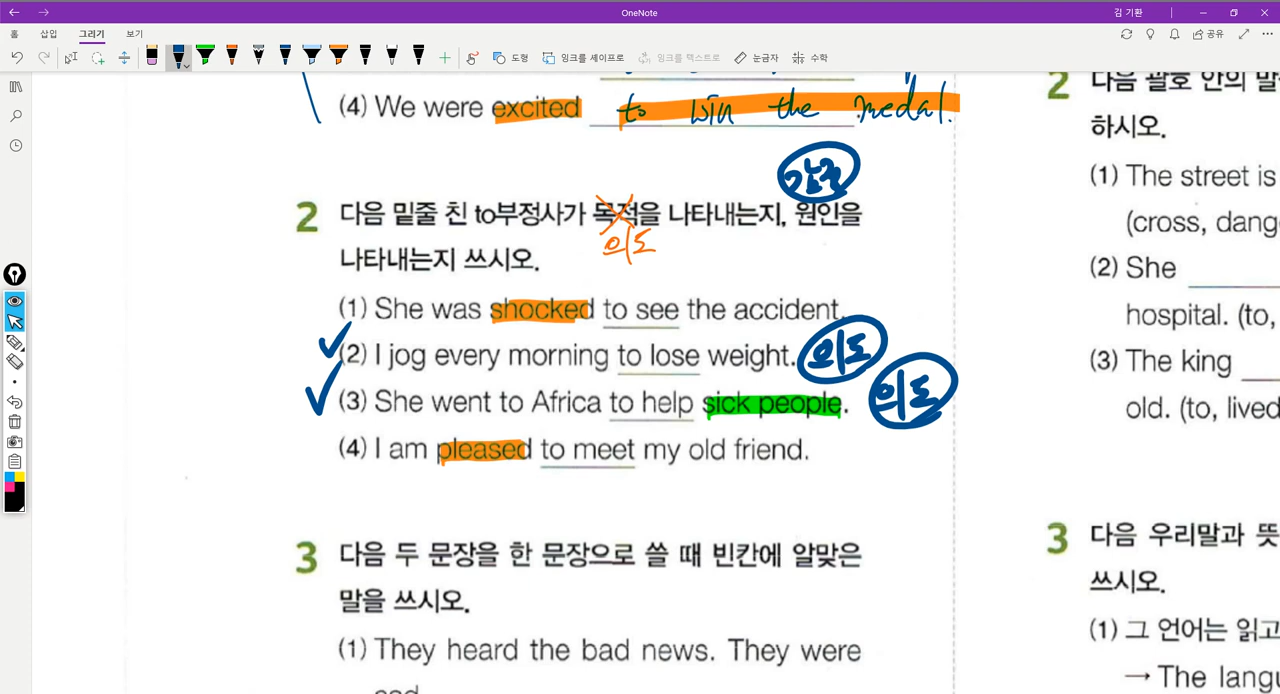 OneNote
김 기환
홈 삽입 그리기 보기
도형 잉크를 셰이프로 잉크를 텍스트로 눈금자 수학 공유
(4) We were excited to win the medal.
감정
2 다음 밑줄 친 to부정사가 목적을 나타내는지, 원인을
의도
나타내는지 쓰시오.
(1) She was shocked to see the accident.
(2) I jog every morning to lose weight. 의도
(3) She went to Africa to help sick people. 의도
(4) I am pleased to meet my old friend.
3 다음 두 문장을 한 문장으로 쓸 때 빈칸에 알맞은
말을 쓰시오.
(1) They heard the bad news. They were
sad.
2 다음 괄호 안의 말
하시오.
(1) The street is
(cross, dang
(2) She
hospital. (to,
(3) The king
old. (to, lived
3 다음 우리말과 뜻
쓰시오.
(1) 그 언어는 읽고
→ The langu